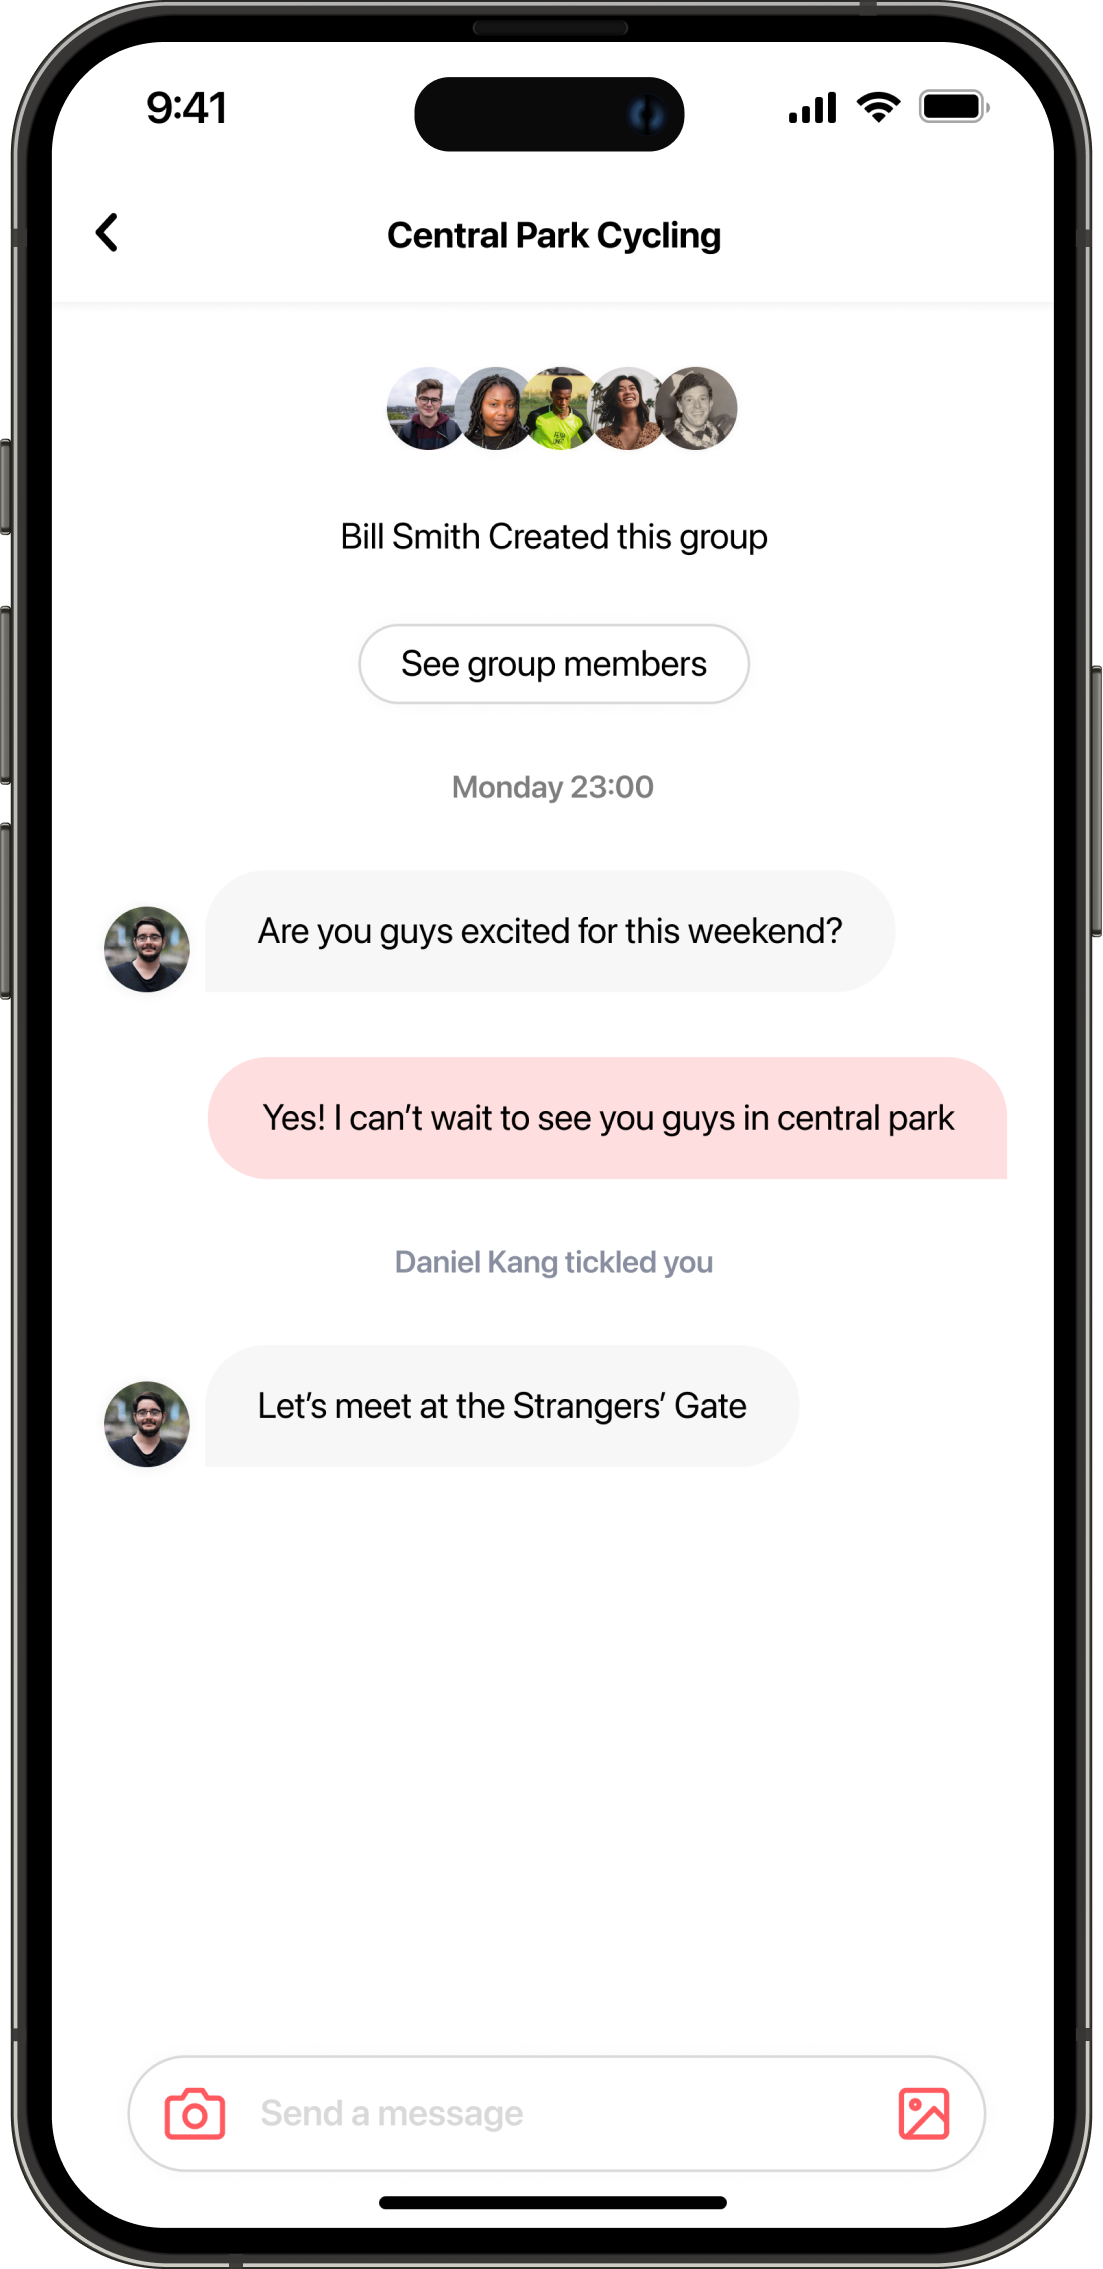 9:41
Central Park Cycling
Bill Smith Created this group
See group members
Monday 23:00
Are you guys excited for this weekend?
Yes! I can’t wait to see you guys in central park
Daniel Kang tickled you
Let’s meet at the Strangers’ Gate
Send a message